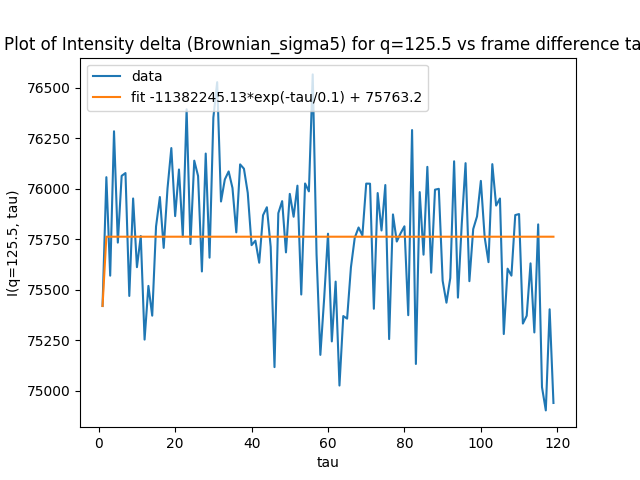 Plot of Intensity delta (Brownian_sigma5) for q=125.5 vs frame difference ta
data
fit -11382245.13*exp(-tau/0.1) + 75763.2
I(q=125.5, tau)
76500
76250
76000
75750
75500
75250
75000
0 20 40 60 80 100 120
tau